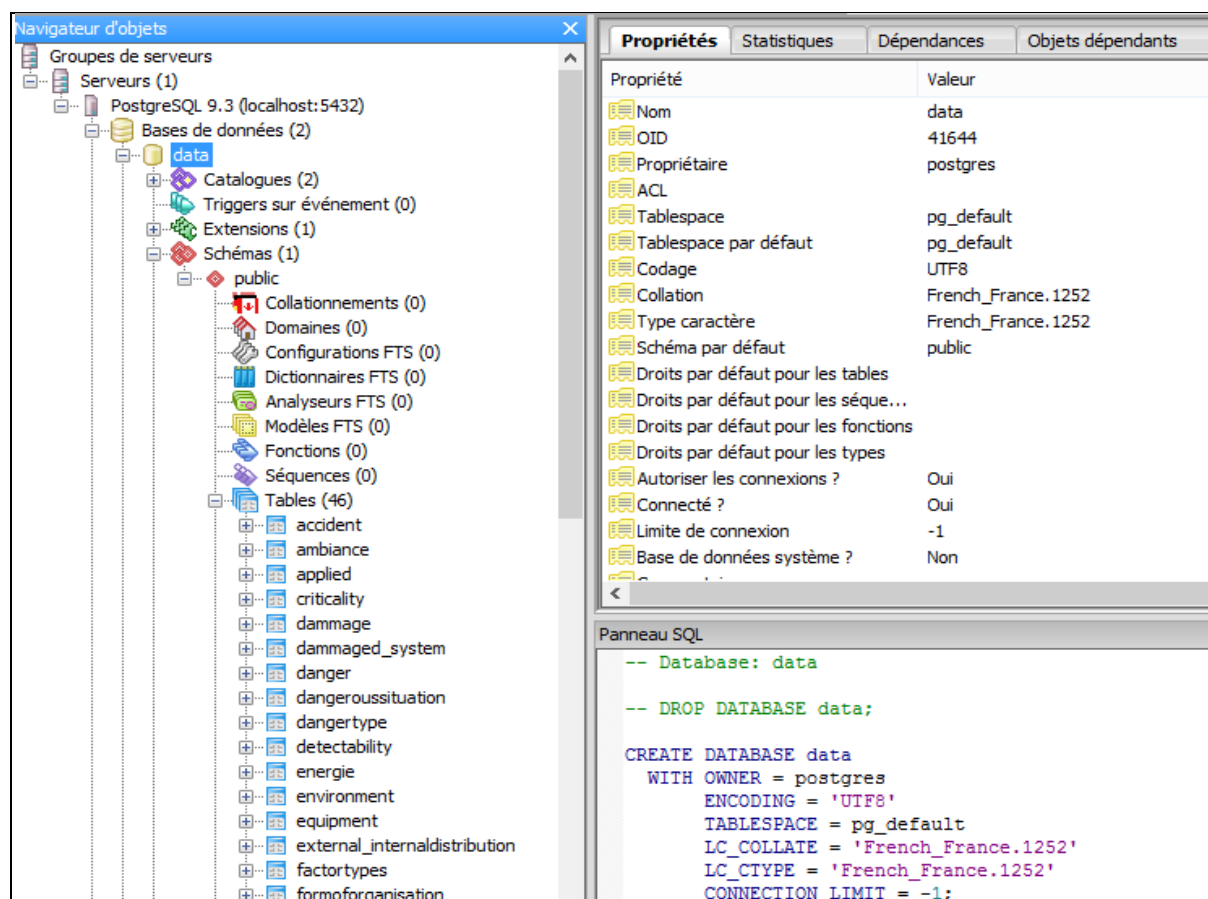 Navigateur d'objets
Groupes de serveurs
Serveurs (1)
PostgreSQL 9.3 (localhost:5432)
Bases de données (2)
data
Catalogues (2)
Triggers sur événement (0)
Extensions (1)
Schémas (1)
public
Collationnements (0)
Domaines (0)
Configurations FTS (0)
Dictionnaires FTS (0)
Analyseurs FTS (0)
Modèles FTS (0)
Fonctions (0)
Séquences (0)
Tables (46)
accident
ambiance
applied
criticality
dammage
dammaged_system
danger
dangeroussituation
dangertype
detectability
energie
environment
equipment
external_internaldistribution
factortypes
formoforganisation
Propriétés Statistiques Dépendances Objets dépendants
Propriété Valeur
Nom data
OID 41644
Propriétaire postgres
ACL
Tablespace pg_default
Tablespace par défaut pg_default
Codage UTF8
Collation French_France.1252
Type caractère French_France.1252
Schéma par défaut public
Droits par défaut pour les tables
Droits par défaut pour les séque...
Droits par défaut pour les fonctions
Droits par défaut pour les types
Autoriser les connexions ? Oui
Connecté ? Oui
Limite de connexion -1
Base de données système ? Non
Panneau SQL
-- Database: data
-- DROP DATABASE data;
CREATE DATABASE data
WITH OWNER = postgres
ENCODING = 'UTF8'
TABLESPACE = pg_default
LC_COLLATE = 'French_France.1252'
LC_CTYPE = 'French_France.1252'
CONNECTION LIMIT = -1;